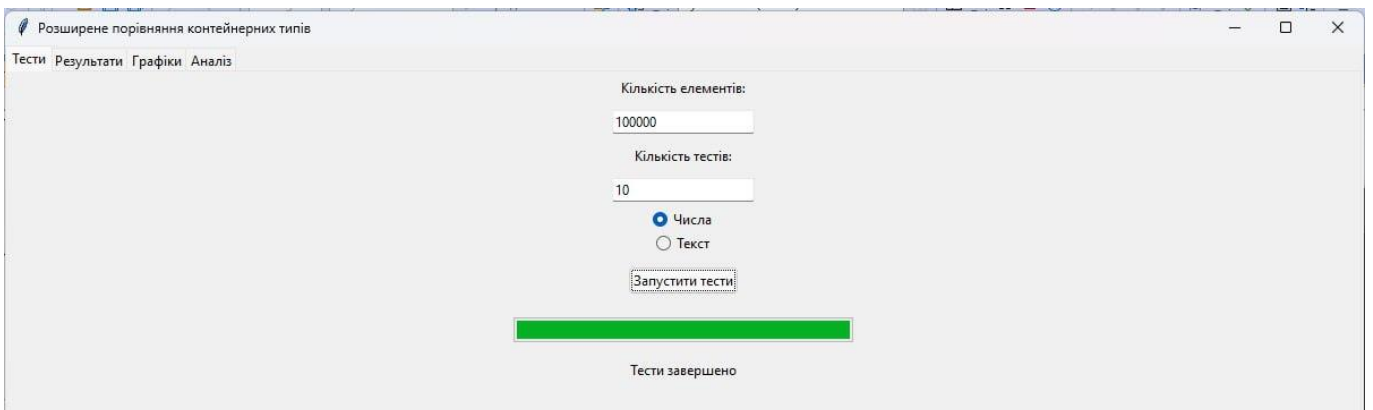 Розширене порівняння контейнерних типів
Тести Результати Графіки Аналіз
Кількість елементів:
100000
Кількість тестів:
10
Числа
Текст
Запустити тести
Тести завершено